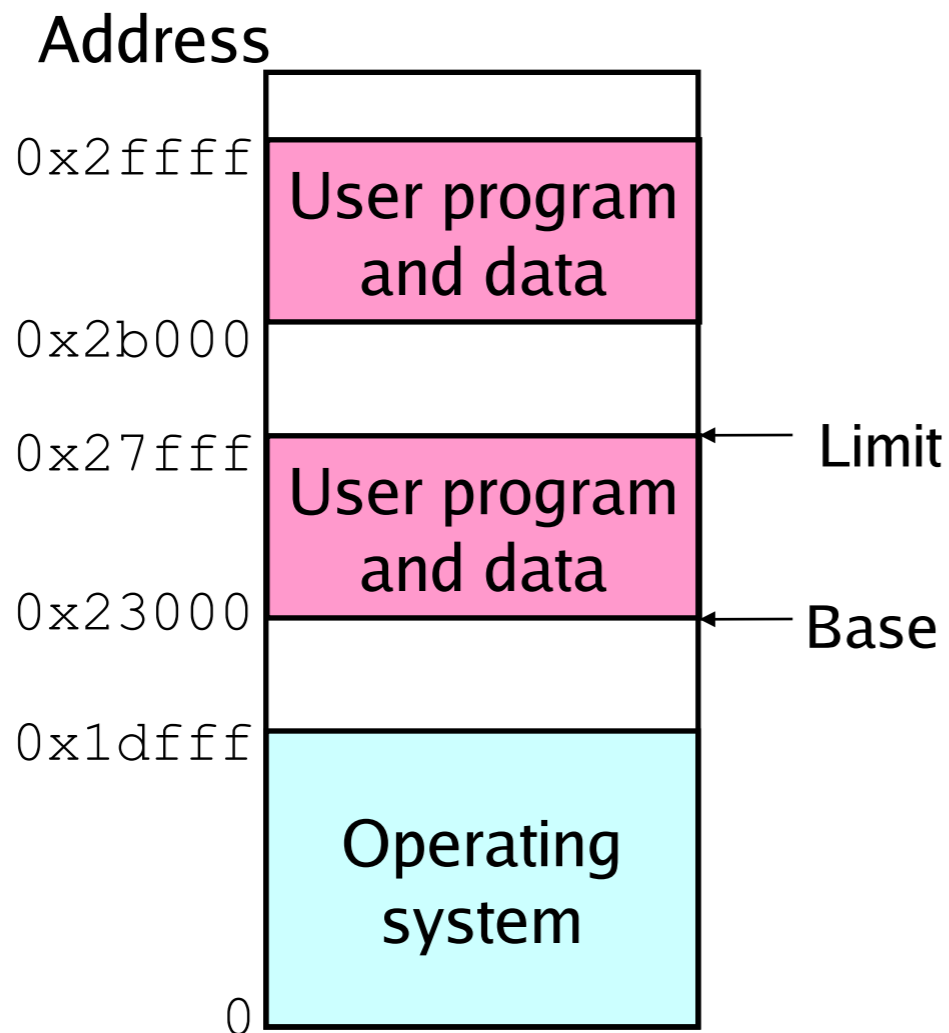 Address
0x2ffff
User program
and data
0x2b000
0x27fff
Limit
User program
and data
0x23000
Base
0x1dfff
Operating
system
0